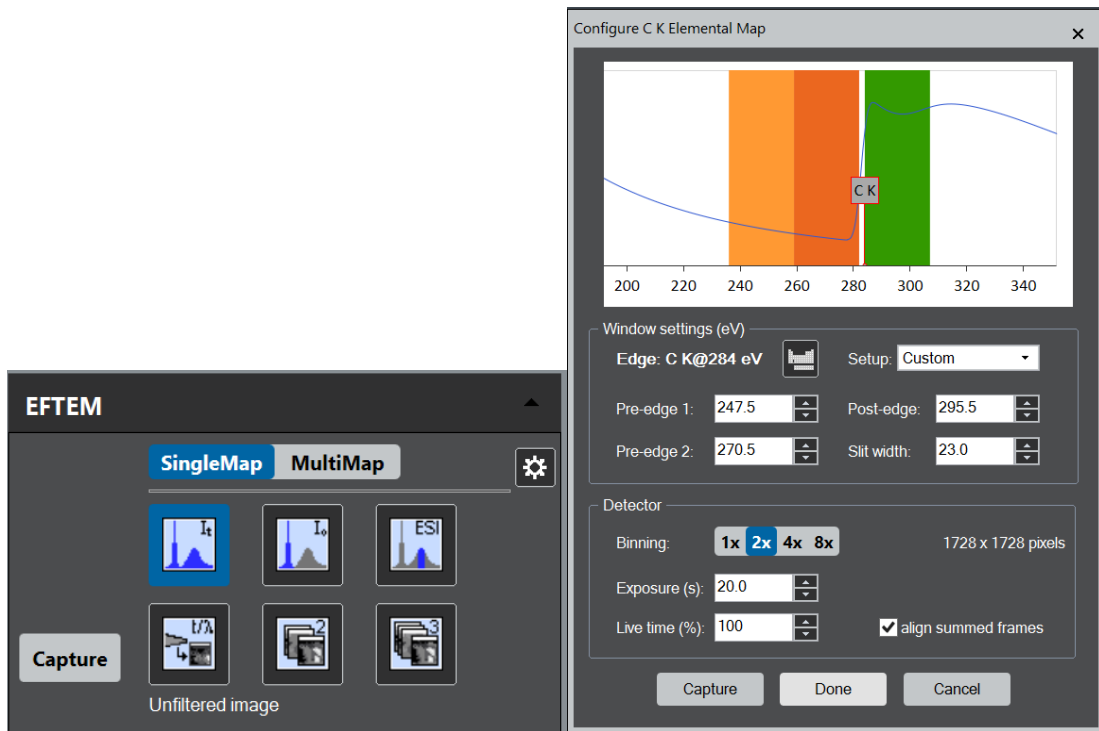 EFTEM
SingleMap MultiMap
It Io ESI
t/λ 2 3
Capture
Unfiltered image
Configure C K Elemental Map
C K
200 220 240 260 280 300 320 340
Window settings (eV)
Edge: C K@284 eV Setup: Custom
Pre-edge 1: 247.5 Post-edge: 295.5
Pre-edge 2: 270.5 Slit width: 23.0
Detector
Binning: 1x 2x 4x 8x 1728 x 1728 pixels
Exposure (s): 20.0
Live time (%): 100 align summed frames
Capture Done Cancel